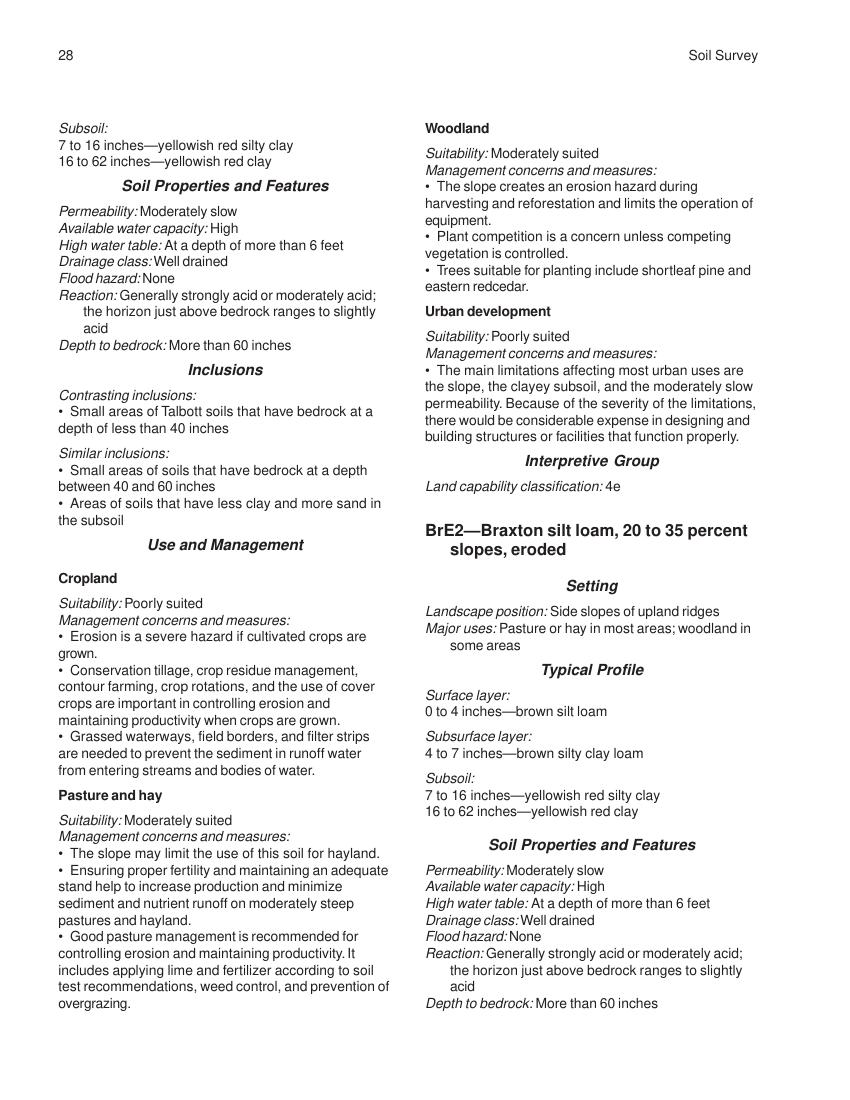 28
Soil Survey
Subsoil:
7 to 16 inches—yellowish red silty clay
16 to 62 inches—yellowish red clay
Soil Properties and Features
Permeability: Moderately slow
Available water capacity: High
High water table: At a depth of more than 6 feet
Drainage class: Well drained
Flood hazard: None
Reaction: Generally strongly acid or moderately acid;
the horizon just above bedrock ranges to slightly
acid
Depth to bedrock: More than 60 inches
Inclusions
Contrasting inclusions:
• Small areas of Talbott soils that have bedrock at a
depth of less than 40 inches
Similar inclusions:
• Small areas of soils that have bedrock at a depth
between 40 and 60 inches
• Areas of soils that have less clay and more sand in
the subsoil
Use and Management
Cropland
Suitability: Poorly suited
Management concerns and measures:
• Erosion is a severe hazard if cultivated crops are
grown.
• Conservation tillage, crop residue management,
contour farming, crop rotations, and the use of cover
crops are important in controlling erosion and
maintaining productivity when crops are grown.
• Grassed waterways, field borders, and filter strips
are needed to prevent the sediment in runoff water
from entering streams and bodies of water.
Pasture and hay
Suitability: Moderately suited
Management concerns and measures:
• The slope may limit the use of this soil for hayland.
• Ensuring proper fertility and maintaining an adequate
stand help to increase production and minimize
sediment and nutrient runoff on moderately steep
pastures and hayland.
• Good pasture management is recommended for
controlling erosion and maintaining productivity. It
includes applying lime and fertilizer according to soil
test recommendations, weed control, and prevention of
overgrazing.
Woodland
Suitability: Moderately suited
Management concerns and measures:
• The slope creates an erosion hazard during
harvesting and reforestation and limits the operation of
equipment.
• Plant competition is a concern unless competing
vegetation is controlled.
• Trees suitable for planting include shortleaf pine and
eastern redcedar.
Urban development
Suitability: Poorly suited
Management concerns and measures:
• The main limitations affecting most urban uses are
the slope, the clayey subsoil, and the moderately slow
permeability. Because of the severity of the limitations,
there would be considerable expense in designing and
building structures or facilities that function properly.
Interpretive Group
Land capability classification: 4e
BrE2—Braxton silt loam, 20 to 35 percent
slopes, eroded
Setting
Landscape position: Side slopes of upland ridges
Major uses: Pasture or hay in most areas; woodland in
some areas
Typical Profile
Surface layer:
0 to 4 inches—brown silt loam
Subsurface layer:
4 to 7 inches—brown silty clay loam
Subsoil:
7 to 16 inches—yellowish red silty clay
16 to 62 inches—yellowish red clay
Soil Properties and Features
Permeability: Moderately slow
Available water capacity: High
High water table: At a depth of more than 6 feet
Drainage class: Well drained
Flood hazard: None
Reaction: Generally strongly acid or moderately acid;
the horizon just above bedrock ranges to slightly
acid
Depth to bedrock: More than 60 inches